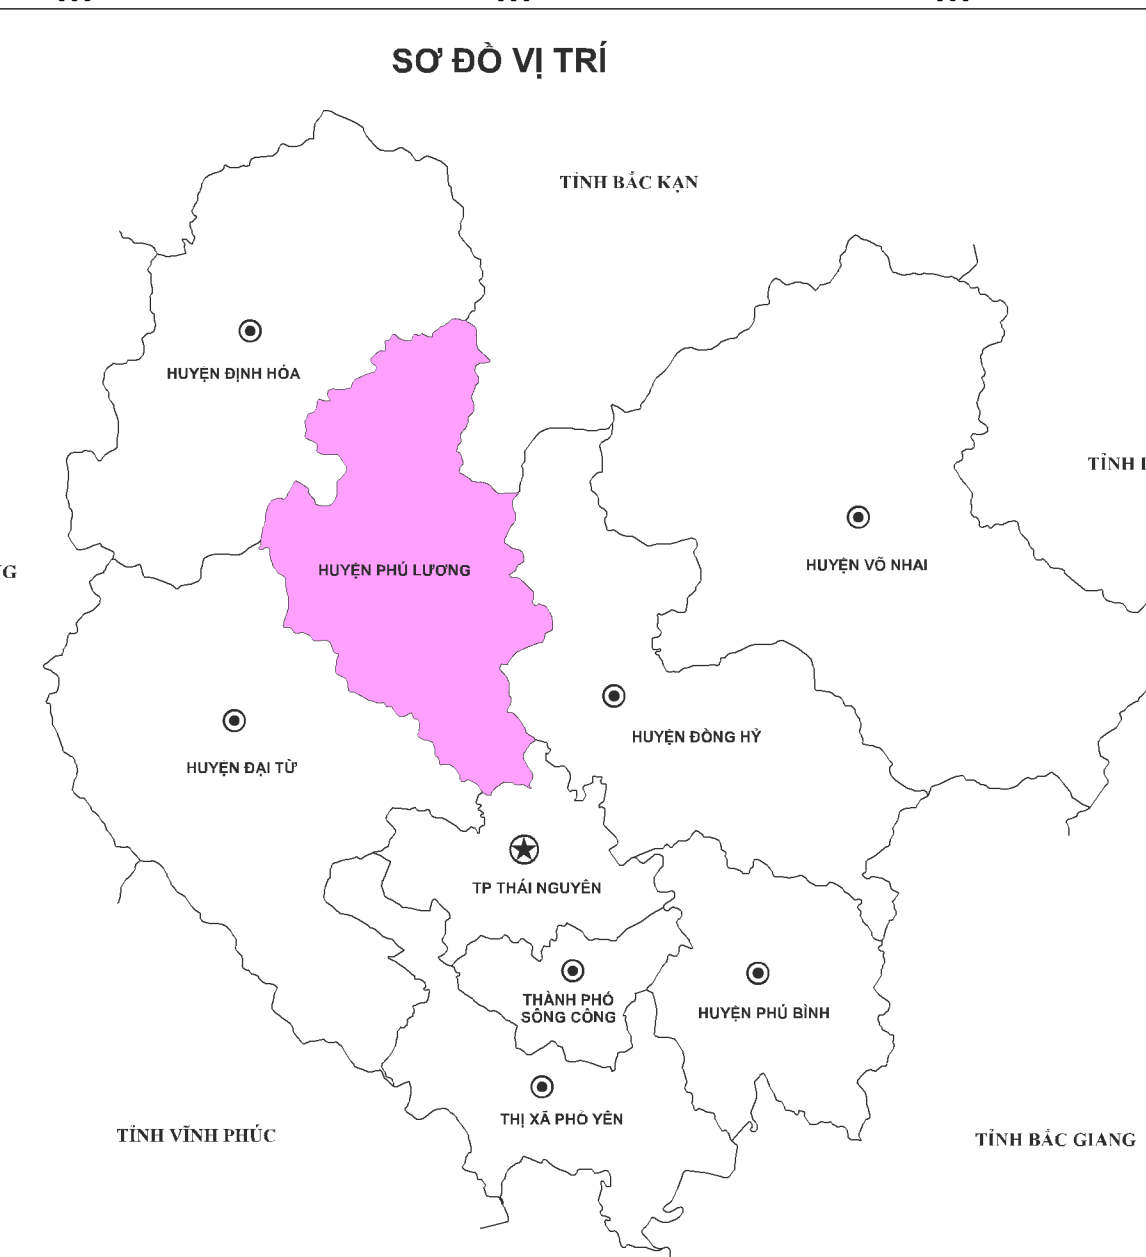 SƠ ĐỒ VỊ TRÍ
TỈNH BẮC KẠN
HUYỆN ĐỊNH HÓA
TỈNH
HUYỆN VÕ NHAI
HUYỆN PHÚ LƯƠNG
HUYỆN ĐỒNG HỶ
HUYỆN ĐẠI TỪ
TP THÁI NGUYÊN
THÀNH PHỐ
SÔNG CÔNG
HUYỆN PHÚ BÌNH
THỊ XÃ PHỔ YÊN
TỈNH VĨNH PHÚC
TỈNH BẮC GIANG